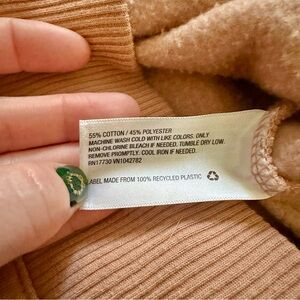 55% COTTON / 45% POLYESTER
MACHINE WASH COLD WITH LIKE COLORS. ONLY
NON-CHLORINE BLEACH IF NEEDED. TUMBLE DRY LOW.
REMOVE PROMPTLY. COOL IRON IF NEEDED.
RN17730 VN1042782
LABEL MADE FROM 100% RECYCLED PLASTIC